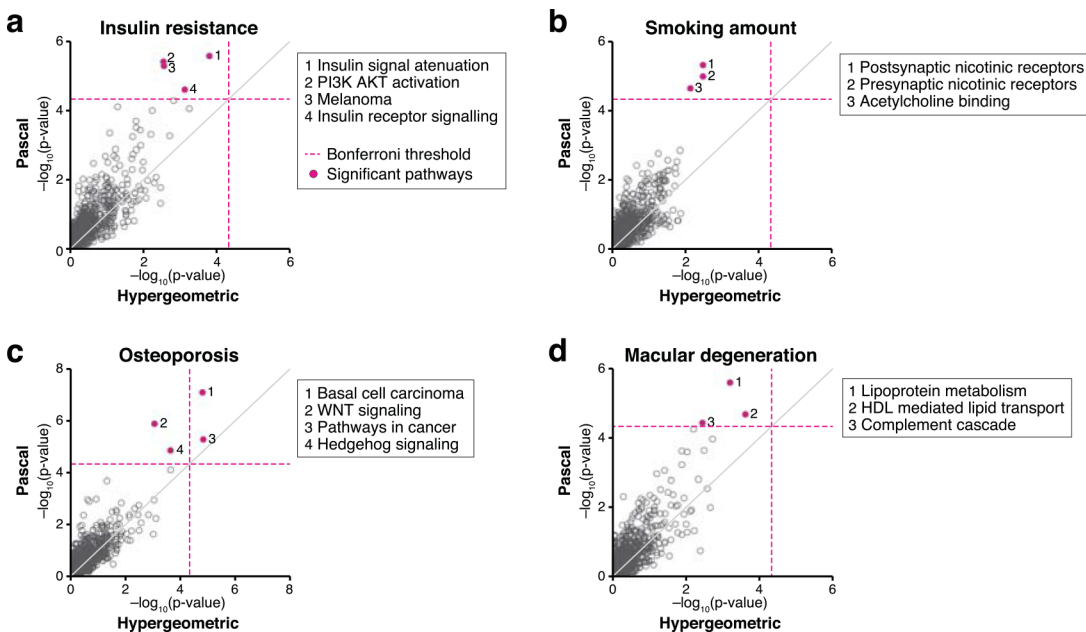 a
Insulin resistance
6
4
2
0
0
2
4
6
Pascal
–log10(p-value)
–log10(p-value)
Hypergeometric
1
2
3
4
1 Insulin signal atenuation
2 PI3K AKT activation
3 Melanoma
4 Insulin receptor signalling
Bonferroni threshold
Significant pathways
b
Smoking amount
6
4
2
0
0
2
4
6
Pascal
–log10(p-value)
–log10(p-value)
Hypergeometric
1
2
3
1 Postsynaptic nicotinic receptors
2 Presynaptic nicotinic receptors
3 Acetylcholine binding
c
Osteoporosis
8
6
4
2
0
0
2
4
6
8
Pascal
–log10(p-value)
–log10(p-value)
Hypergeometric
1
2
3
4
1 Basal cell carcinoma
2 WNT signaling
3 Pathways in cancer
4 Hedgehog signaling
d
Macular degeneration
6
4
2
0
0
2
4
6
Pascal
–log10(p-value)
–log10(p-value)
Hypergeometric
1
2
3
1 Lipoprotein metabolism
2 HDL mediated lipid transport
3 Complement cascade